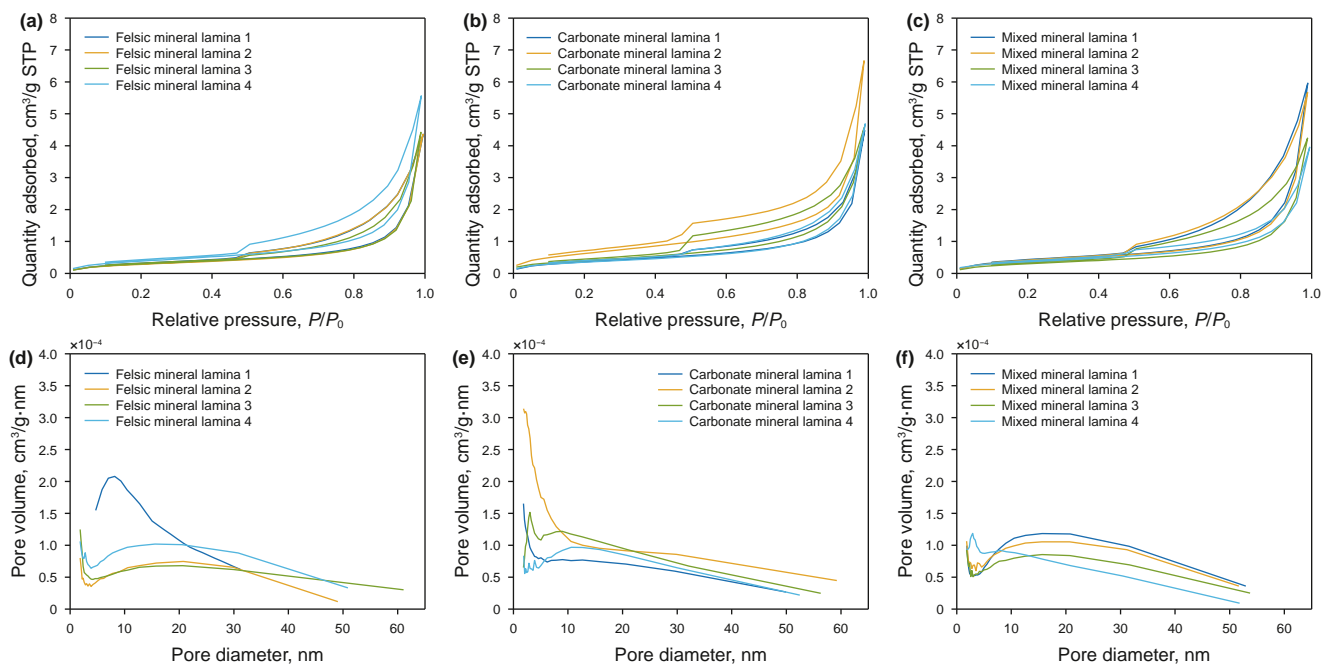 (a)
Quantity adsorbed, cm³/g STP
8
7
6
5
4
3
2
1
0
Felsic mineral lamina 1
Felsic mineral lamina 2
Felsic mineral lamina 3
Felsic mineral lamina 4
0 0.2 0.4 0.6 0.8 1.0
Relative pressure, P/P₀
(b)
Quantity adsorbed, cm³/g STP
8
7
6
5
4
3
2
1
0
Carbonate mineral lamina 1
Carbonate mineral lamina 2
Carbonate mineral lamina 3
Carbonate mineral lamina 4
0 0.2 0.4 0.6 0.8 1.0
Relative pressure, P/P₀
(c)
Quantity adsorbed, cm³/g STP
8
7
6
5
4
3
2
1
0
Mixed mineral lamina 1
Mixed mineral lamina 2
Mixed mineral lamina 3
Mixed mineral lamina 4
0 0.2 0.4 0.6 0.8 1.0
Relative pressure, P/P₀
(d)
×10⁻⁴
Pore volume, cm³/g·nm
4.0
3.5
3.0
2.5
2.0
1.5
1.0
0.5
0
Felsic mineral lamina 1
Felsic mineral lamina 2
Felsic mineral lamina 3
Felsic mineral lamina 4
0 10 20 30 40 50 60
Pore diameter, nm
(e)
×10⁻⁴
Pore volume, cm³/g·nm
4.0
3.5
3.0
2.5
2.0
1.5
1.0
0.5
0
Carbonate mineral lamina 1
Carbonate mineral lamina 2
Carbonate mineral lamina 3
Carbonate mineral lamina 4
0 10 20 30 40 50 60
Pore diameter, nm
(f)
×10⁻⁴
Pore volume, cm³/g·nm
4.0
3.5
3.0
2.5
2.0
1.5
1.0
0.5
0
Mixed mineral lamina 1
Mixed mineral lamina 2
Mixed mineral lamina 3
Mixed mineral lamina 4
0 10 20 30 40 50 60
Pore diameter, nm